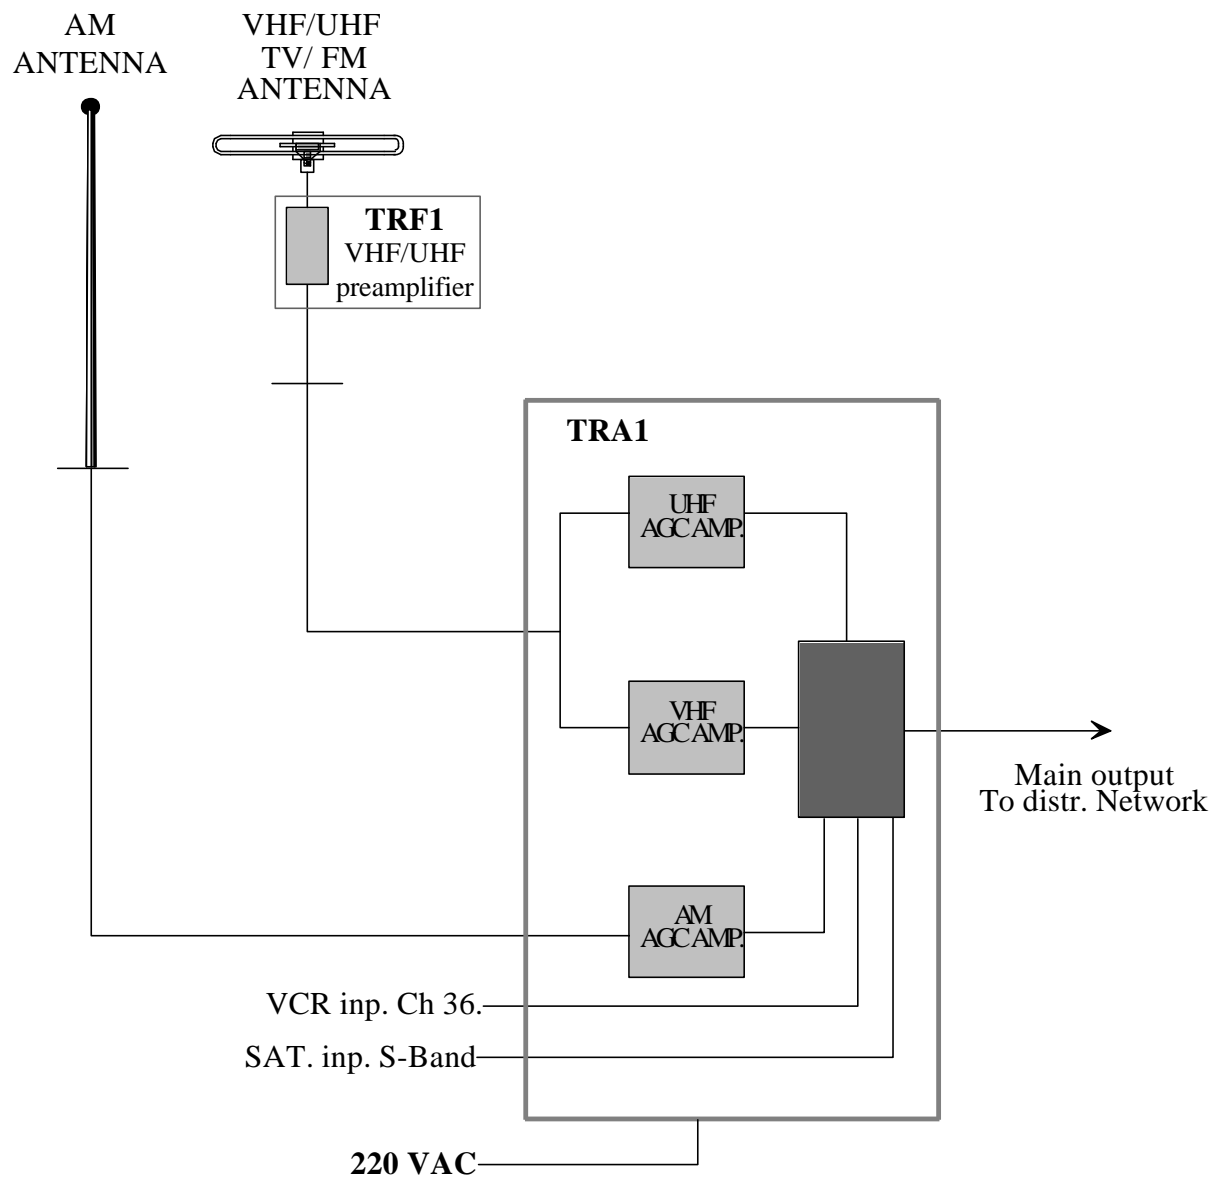 AM
ANTENNA
VHF/UHF
TV/ FM
ANTENNA
TRF1
VHF/UHF
preamplifier
TRA1
UHF
AGC AMP.
VHF
AGC AMP.
Main output
To distr. Network
AM
AGC AMP.
VCR inp. Ch 36.
SAT. inp. S-Band
220 VAC